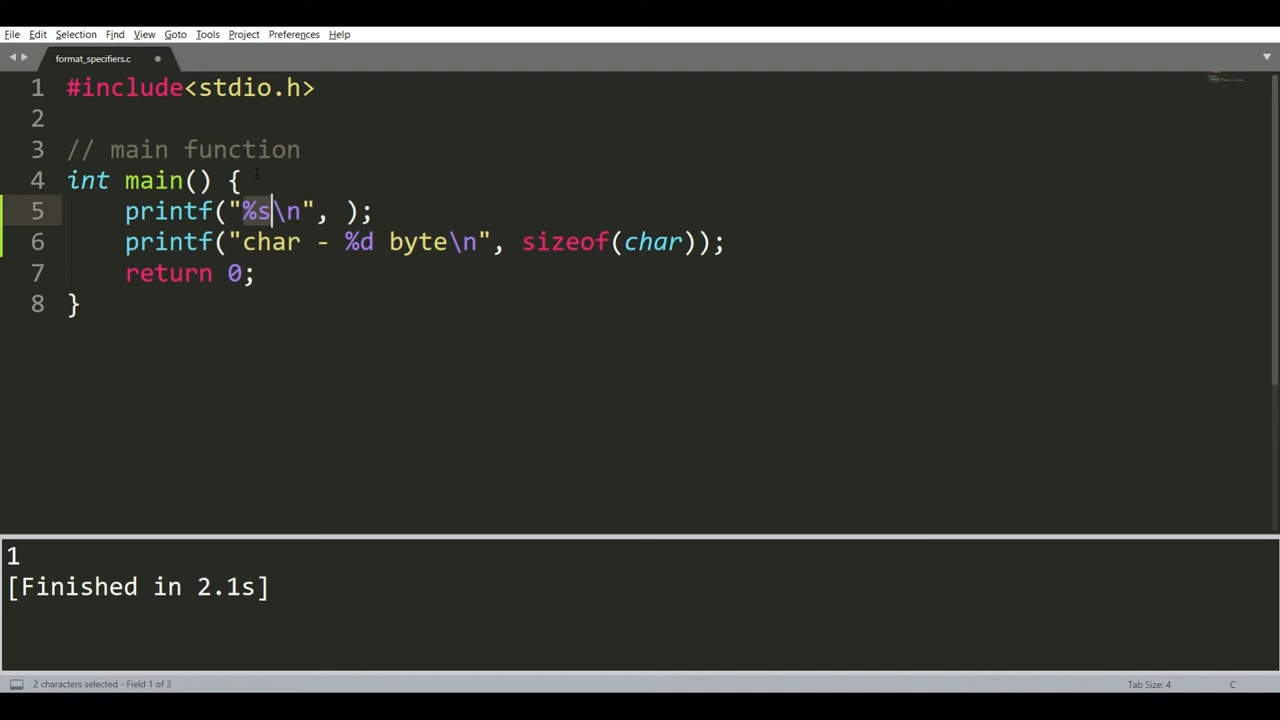 File Edit Selection Find View Goto Tools Project Preferences Help
format_specifiers.c
1 #include<stdio.h>
2
3 // main function
4 int main() {
5 printf("%s\n", );
6 printf("char - %d byte\n", sizeof(char));
7 return 0;
8 }
1
[Finished in 2.1s]
2 characters selected - Field 1 of 3 Tab Size: 4 C